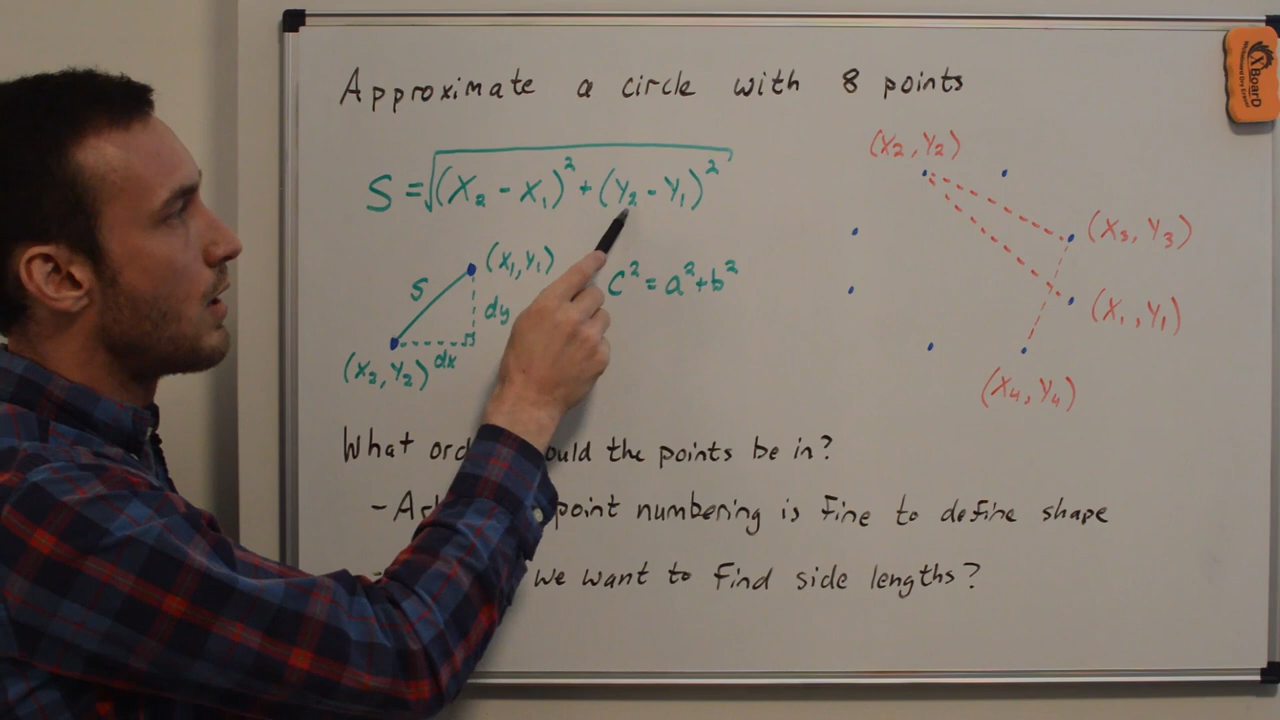 Approximate a circle with 8 points
S = √(X₂ - X₁)² + (Y₂ - Y₁)²
S
(X₁, Y₁)
dy
dx
(X₂, Y₂)
c² = a² + b²
(X₂, Y₂)
(X₃, Y₃)
(X₁, Y₁)
(X₄, Y₄)
What ould the points be in?
- point numbering is fine to define shape
we want to find side lengths?
XBoarD